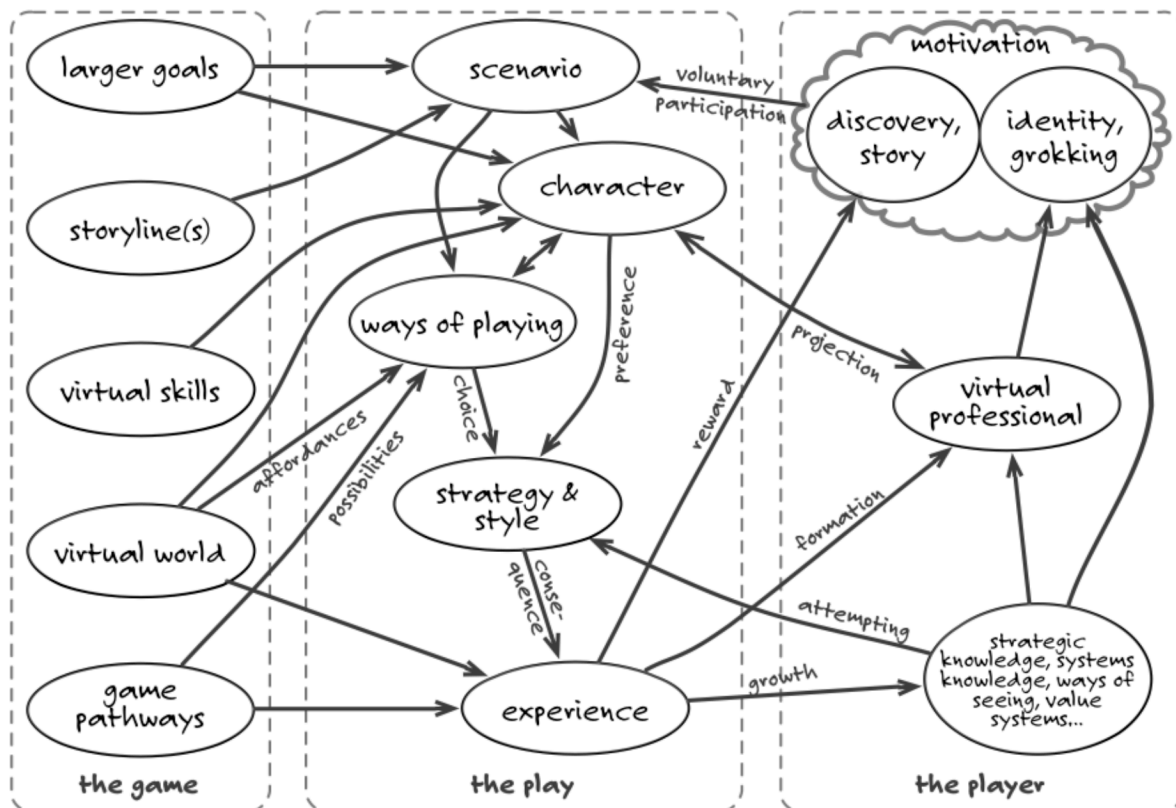 larger goals
storyline(s)
virtual skills
virtual world
game
pathways
the game
scenario
character
ways of playing
preference
choice
affordances
possibilities
strategy &
style
conse-
quence
experience
the play
voluntary
participation
motivation
discovery,
story
identity,
grokking
projection
reward
virtual
professional
formation
attempting
growth
strategic
knowledge, systems
knowledge, ways of
seeing, value
systems...
the player